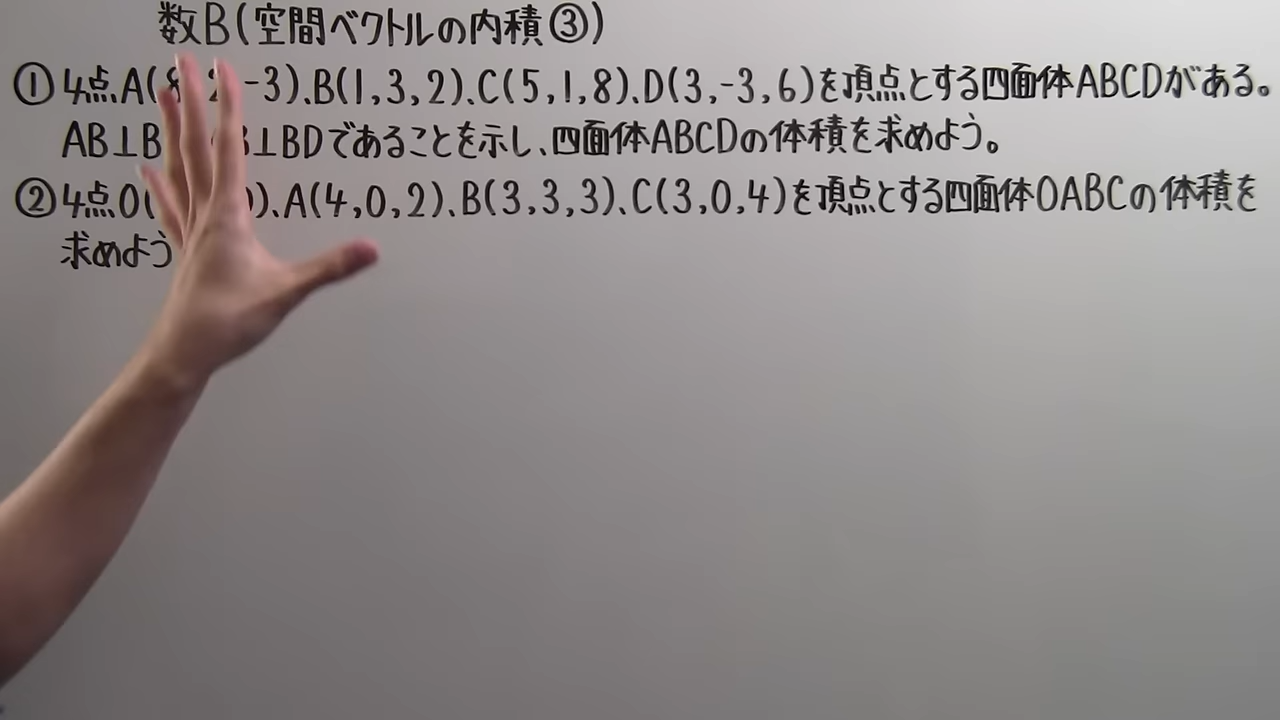 数B(空間ベクトルの内積③)
①4点A(8,2,-3)、B(1,3,2)、C(5,1,8)、D(3,-3,6)を頂点とする四面体ABCDがある。
AB⊥B B⊥BDであることを示し、四面体ABCDの体積を求めよう。
②4点O( )、A(4,0,2)、B(3,3,3)、C(3,0,4)を頂点とする四面体OABCの体積を
求めよう